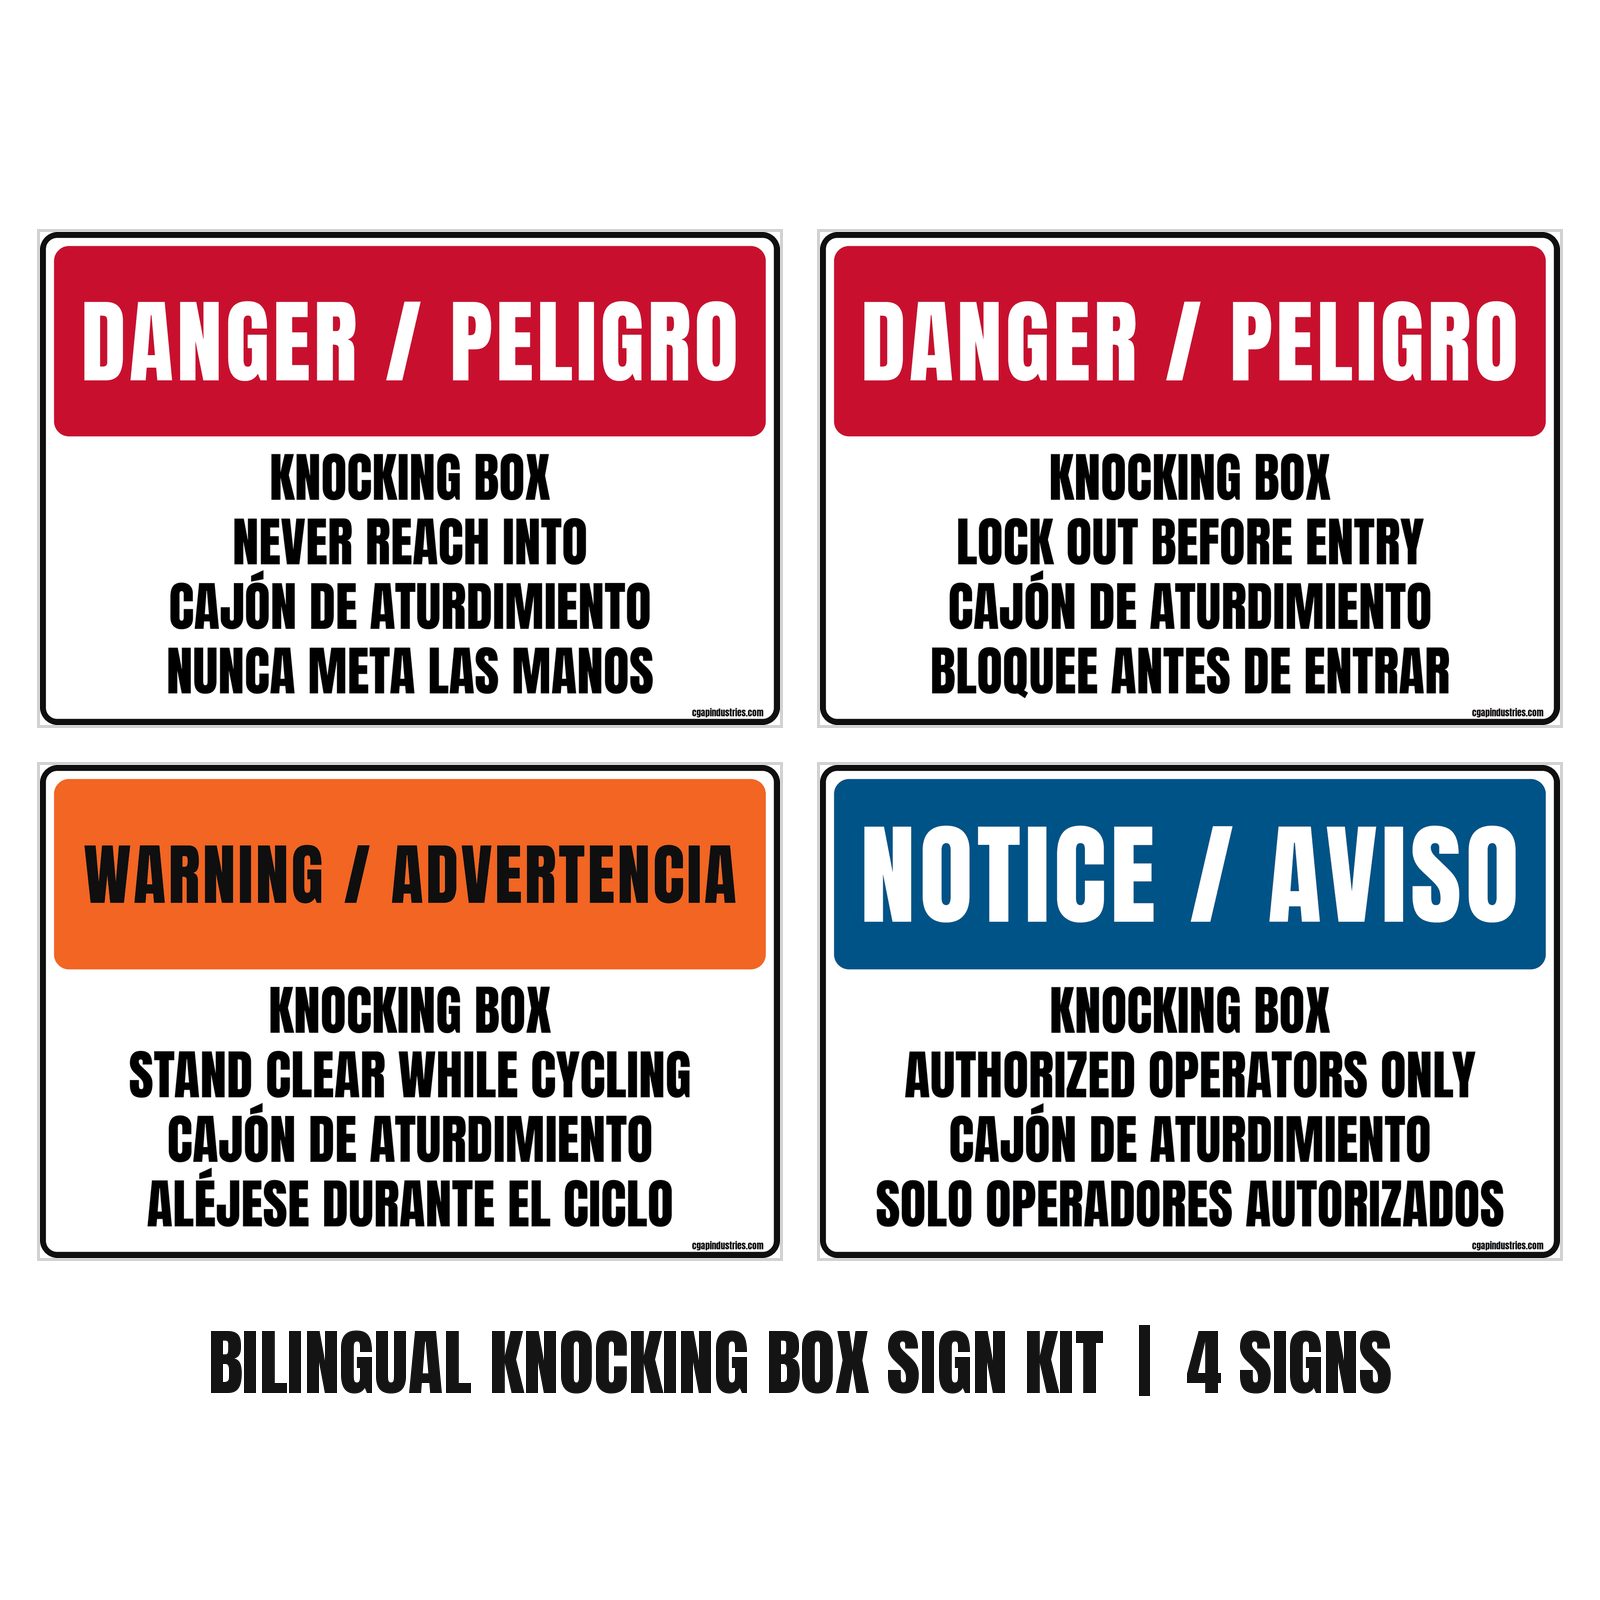 DANGER / PELIGRO
KNOCKING BOX
NEVER REACH INTO
CAJÓN DE ATURDIMIENTO
NUNCA META LAS MANOS
cgapindustries.com
DANGER / PELIGRO
KNOCKING BOX
LOCK OUT BEFORE ENTRY
CAJÓN DE ATURDIMIENTO
BLOQUEE ANTES DE ENTRAR
cgapindustries.com
WARNING / ADVERTENCIA
KNOCKING BOX
STAND CLEAR WHILE CYCLING
CAJÓN DE ATURDIMIENTO
ALÉJESE DURANTE EL CICLO
cgapindustries.com
NOTICE / AVISO
KNOCKING BOX
AUTHORIZED OPERATORS ONLY
CAJÓN DE ATURDIMIENTO
SOLO OPERADORES AUTORIZADOS
cgapindustries.com
BILINGUAL KNOCKING BOX SIGN KIT | 4 SIGNS